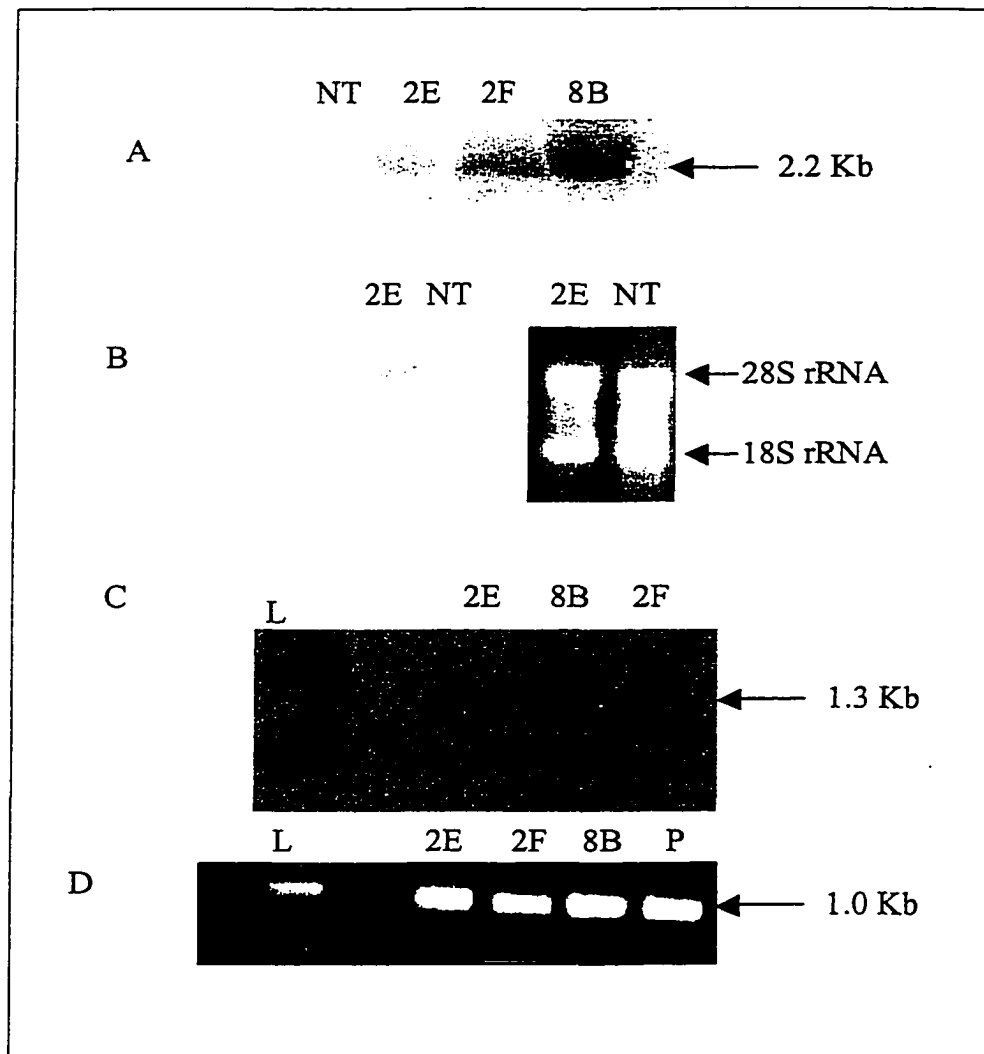 NT 2E 2F 8B
A 2.2 Kb
2E NT 2E NT
B 28S rRNA
18S rRNA
C L 2E 8B 2F
1.3 Kb
L 2E 2F 8B P
D 1.0 Kb